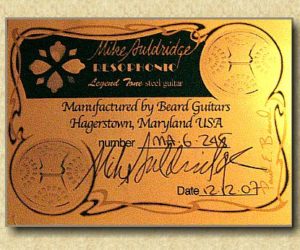 Mike Auldridge
RESOPHONIC
Legend Tone steel guitar
Manufactured by Beard Guitars
Hagerstown, Maryland USA
number MA·6·248
Mike Auldridge
Date 12.12.07